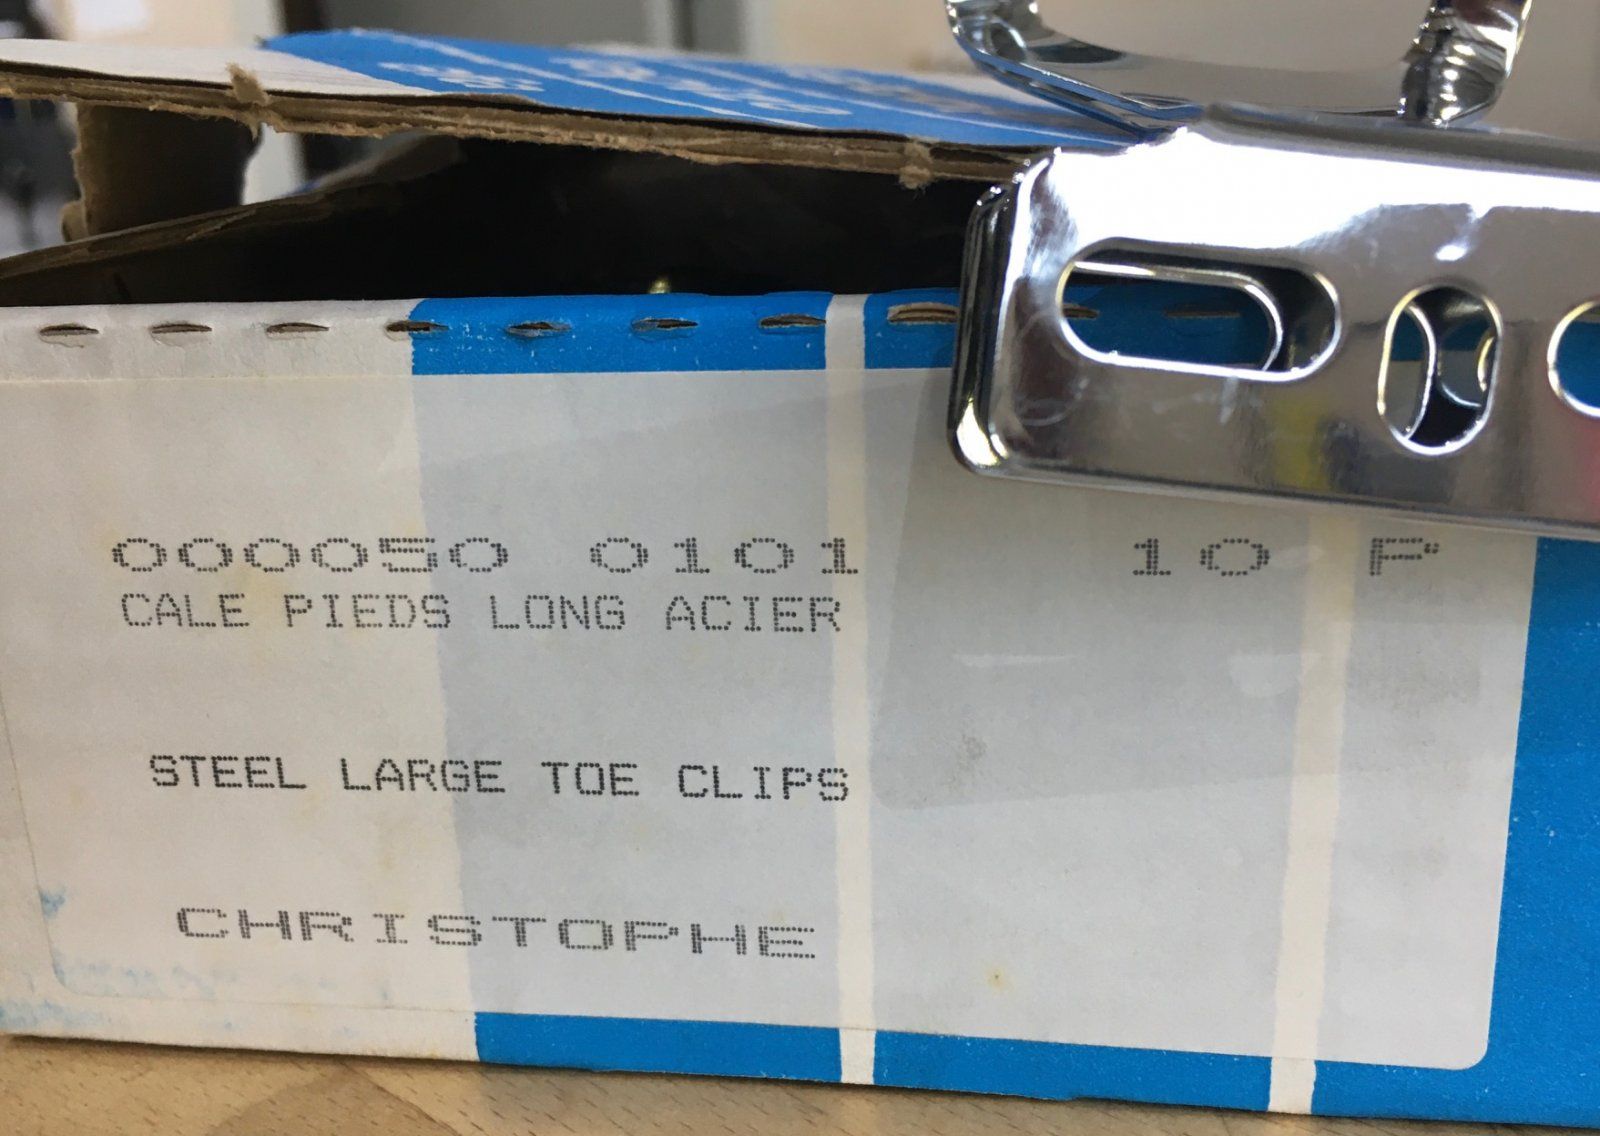 000050 0101 10 P
CALE PIEDS LONG ACIER
STEEL LARGE TOE CLIPS
CHRISTOPHE